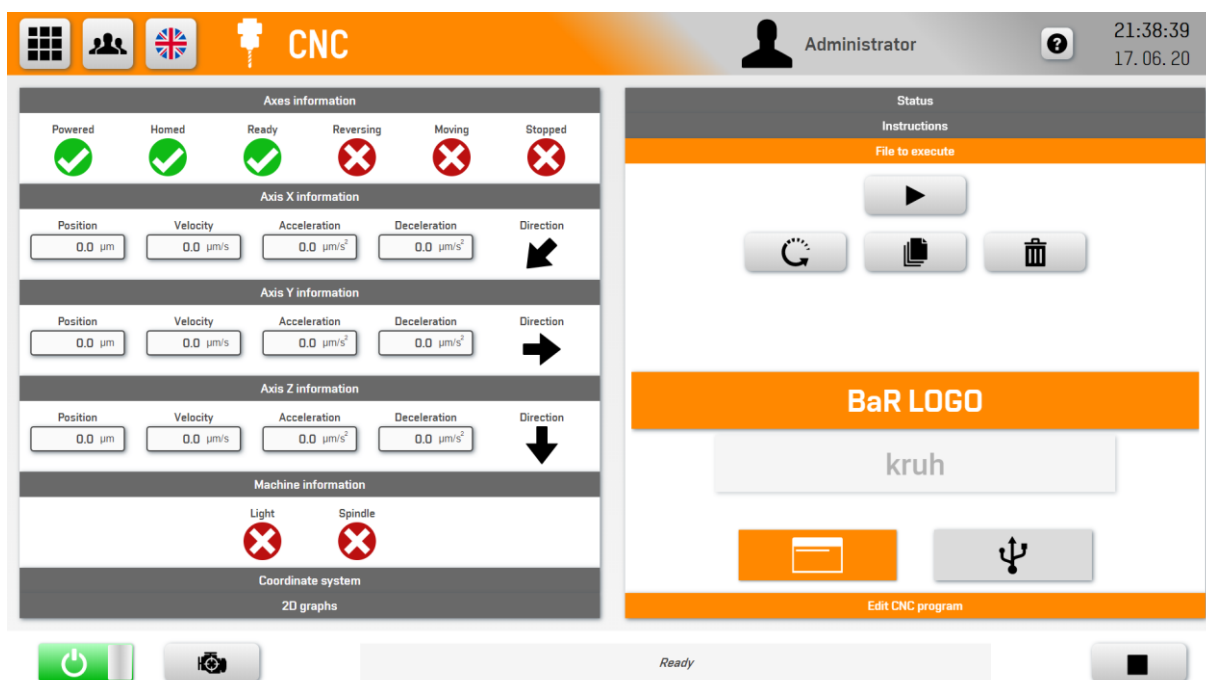 CNC
Administrator
?
21:38:39
17. 06. 20
Axes information
Powered Homed Ready Reversing Moving Stopped
Axis X information
Position Velocity Acceleration Deceleration Direction
0.0 µm 0.0 µm/s 0.0 µm/s² 0.0 µm/s²
Axis Y information
Position Velocity Acceleration Deceleration Direction
0.0 µm 0.0 µm/s 0.0 µm/s² 0.0 µm/s²
Axis Z information
Position Velocity Acceleration Deceleration Direction
0.0 µm 0.0 µm/s 0.0 µm/s² 0.0 µm/s²
Machine information
Light Spindle
Coordinate system
2D graphs
Status
Instructions
File to execute
BaR LOGO
kruh
Edit CNC program
Ready